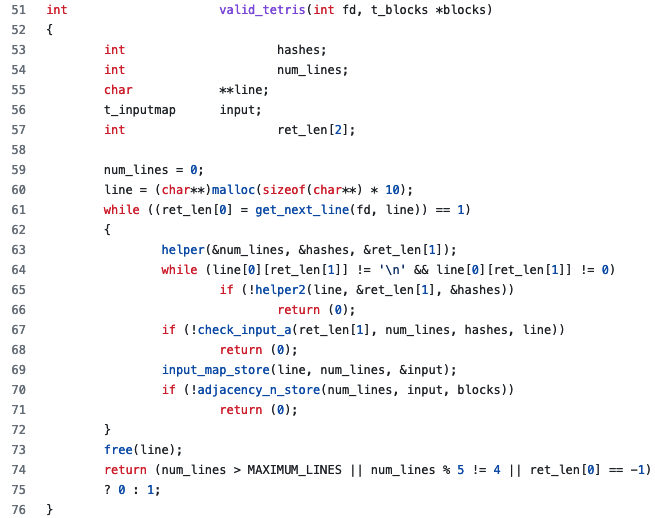 51 int valid_tetris(int fd, t_blocks *blocks)
52 {
53 int hashes;
54 int num_lines;
55 char **line;
56 t_inputmap input;
57 int ret_len[2];
58
59 num_lines = 0;
60 line = (char**)malloc(sizeof(char**) * 10);
61 while ((ret_len[0] = get_next_line(fd, line)) == 1)
62 {
63 helper(&num_lines, &hashes, &ret_len[1]);
64 while (line[0][ret_len[1]] != '\n' && line[0][ret_len[1]] != 0)
65 if (!helper2(line, &ret_len[1], &hashes))
66 return (0);
67 if (!check_input_a(ret_len[1], num_lines, hashes, line))
68 return (0);
69 input_map_store(line, num_lines, &input);
70 if (!adjacency_n_store(num_lines, input, blocks))
71 return (0);
72 }
73 free(line);
74 return (num_lines > MAXIMUM_LINES || num_lines % 5 != 4 || ret_len[0] == -1)
75 ? 0 : 1;
76 }